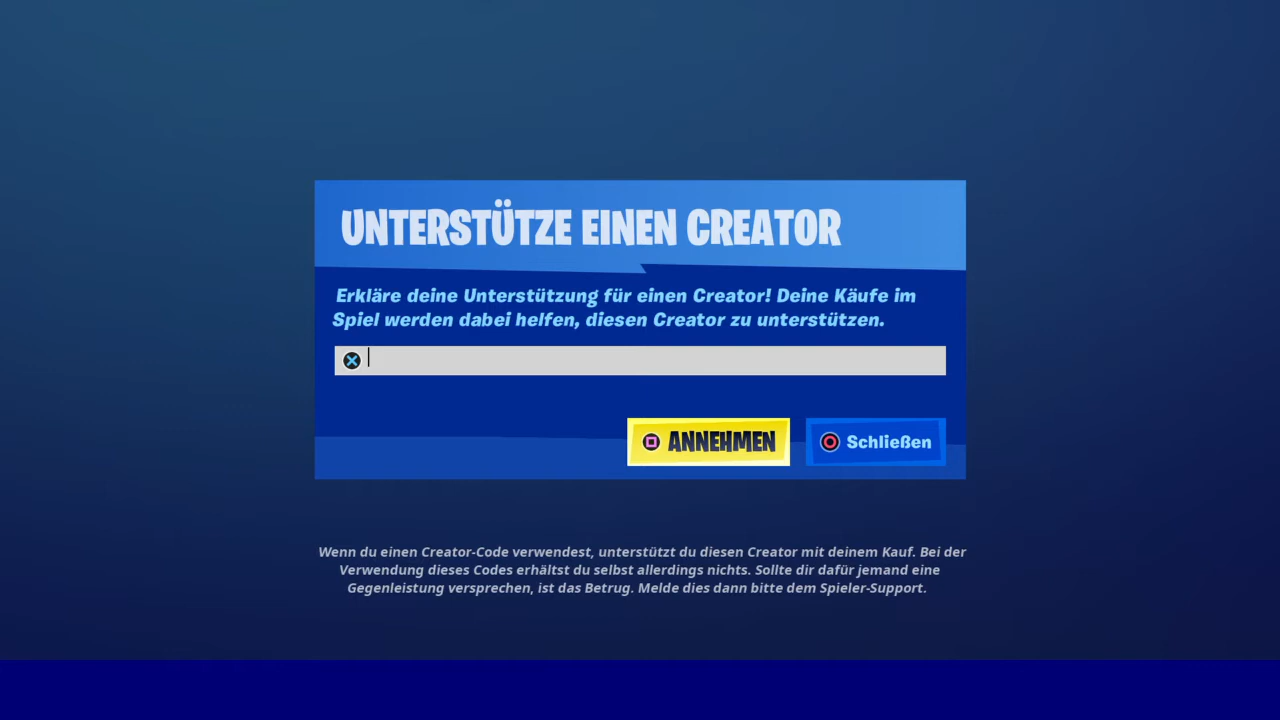 UNTERSTÜTZE EINEN CREATOR
Erkläre deine Unterstützung für einen Creator! Deine Käufe im
Spiel werden dabei helfen, diesen Creator zu unterstützen.
ANNEHMEN
Schließen
Wenn du einen Creator-Code verwendest, unterstützt du diesen Creator mit deinem Kauf. Bei der
Verwendung dieses Codes erhältst du selbst allerdings nichts. Sollte dir dafür jemand eine
Gegenleistung versprechen, ist das Betrug. Melde dies dann bitte dem Spieler-Support.